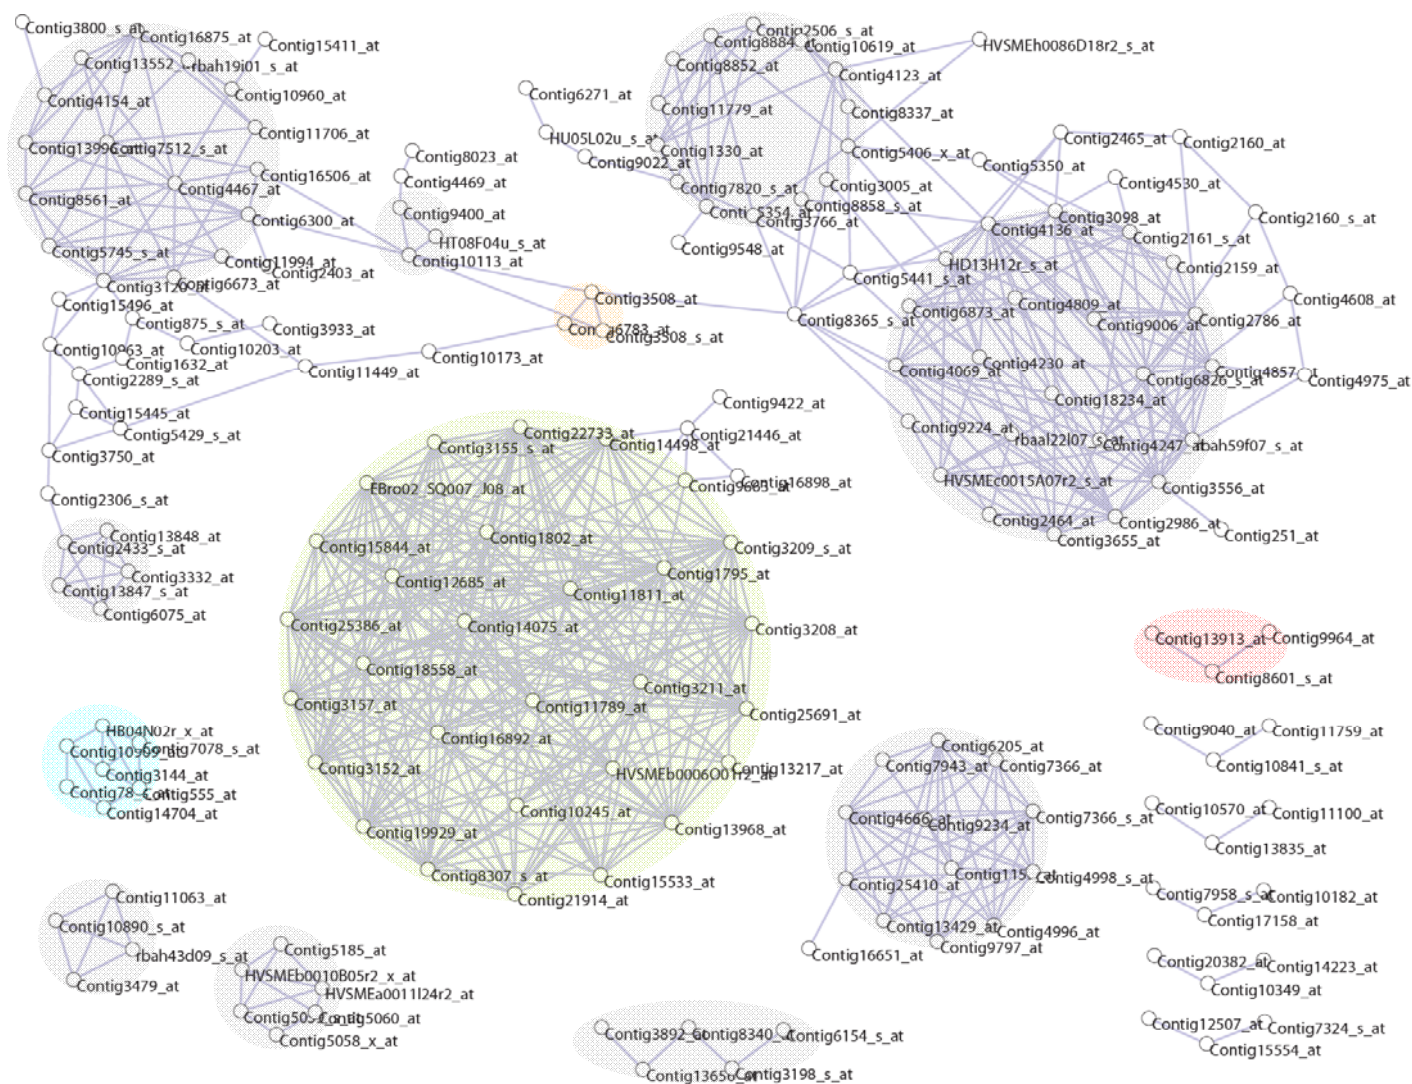 Contig3800_s_at
Contig16875_at
Contig15411_at
Contig13552_
rbah19i01_s_at
Contig4154_at
Contig10960_at
Contig11706_at
Contig7512_s_at
Contig16506_at
Contig4467_at
Contig8561_at
Contig6300_at
Contig5745_s_at
Contig11994_at
Contig2403_at
Contig6673_at
Contig15496_at
Contig875_s_at
Contig3933_at
Contig10963_at
Contig10203_at
Contig1632_at
Contig2289_s_at
Contig11449_at
Contig10173_at
Contig15445_at
Contig5429_s_at
Contig3750_at
Contig2306_s_at
Contig13848_at
Contig2433_s_at
Contig3332_at
Contig13847_s_at
Contig6075_at
Contig8023_at
Contig4469_at
Contig9400_at
HT08F04u_s_at
Contig10113_at
Contig3508_at
Contig3508_s_at
Contig6271_at
HU05L02u_s_at
Contig9022_at
Contig2506_s_at
Contig8884_
Contig10619_at
HVSMEh0086D18r2_s_at
Contig8852_at
Contig4123_at
Contig11779_at
Contig8337_at
Contig1330_at
Contig5406_x_at
Contig5350_at
Contig7820_s_at
Contig3005_at
Contig8858_s_at
Contig3766_at
Contig9548_at
Contig5441_s_at
Contig8365_s_at
Contig2465_at
Contig2160_at
Contig4530_at
Contig3098_at
Contig2160_s_at
Contig4136_at
Contig2161_s_at
HD13H12r_s_at
Contig2159_at
Contig4608_at
Contig6873_at
Contig4809_at
Contig9006_at
Contig2786_at
Contig4069_at
Contig4230_at
Contig6826_s_at
Contig4857_
Contig4975_at
Contig18234_at
Contig9224_at
rbaal22l07_s_at
Contig4247_at
rbah59f07_s_at
HVSMEc0015A07r2_s_at
Contig3556_at
Contig2464_at
Contig2986_at
Contig3655_at
Contig251_at
Contig9422_at
Contig21446_at
Contig16898_at
Contig22733_at
Contig14498_at
Contig3155_s_at
EBro02_SQ007_J08_at
Contig1802_at
Contig15844_at
Contig3209_s_at
Contig1795_at
Contig12685_at
Contig11811_at
Contig25386_at
Contig14075_at
Contig3208_at
Contig18558_at
Contig3211_at
Contig3157_at
Contig11789_at
Contig25691_at
Contig16892_at
Contig3152_at
HVSMEb0006O01r2_at
Contig13217_at
Contig10245_at
Contig19929_at
Contig13968_at
Contig8307_s_at
Contig15533_at
Contig21914_at
Contig13913_at
Contig9964_at
Contig8601_s_at
HB04N02r_x_at
Contig10909_at
Contig7078_s_at
Contig3144_at
Contig555_at
Contig14704_at
Contig9040_at
Contig11759_at
Contig10841_s_at
Contig6205_at
Contig7943_at
Contig7366_at
Contig4666_at
Contig9234_at
Contig7366_s_at
Contig4998_s_at
Contig25410_at
Contig13429_at
Contig4996_at
Contig9797_at
Contig16651_at
Contig10570_at
Contig11100_at
Contig13835_at
Contig7958_s_at
Contig10182_at
Contig17158_at
Contig20382_at
Contig14223_at
Contig10349_at
Contig12507_at
Contig7324_s_at
Contig15554_at
Contig11063_at
Contig10890_s_at
rbah43d09_s_at
Contig3479_at
Contig5185_at
HVSMEb0010B05r2_x_at
HVSMEa0011I24r2_at
Contig5060_at
Contig5058_x_at
Contig3892_at
Contig8340_at
Contig6154_s_at
Contig3198_s_at